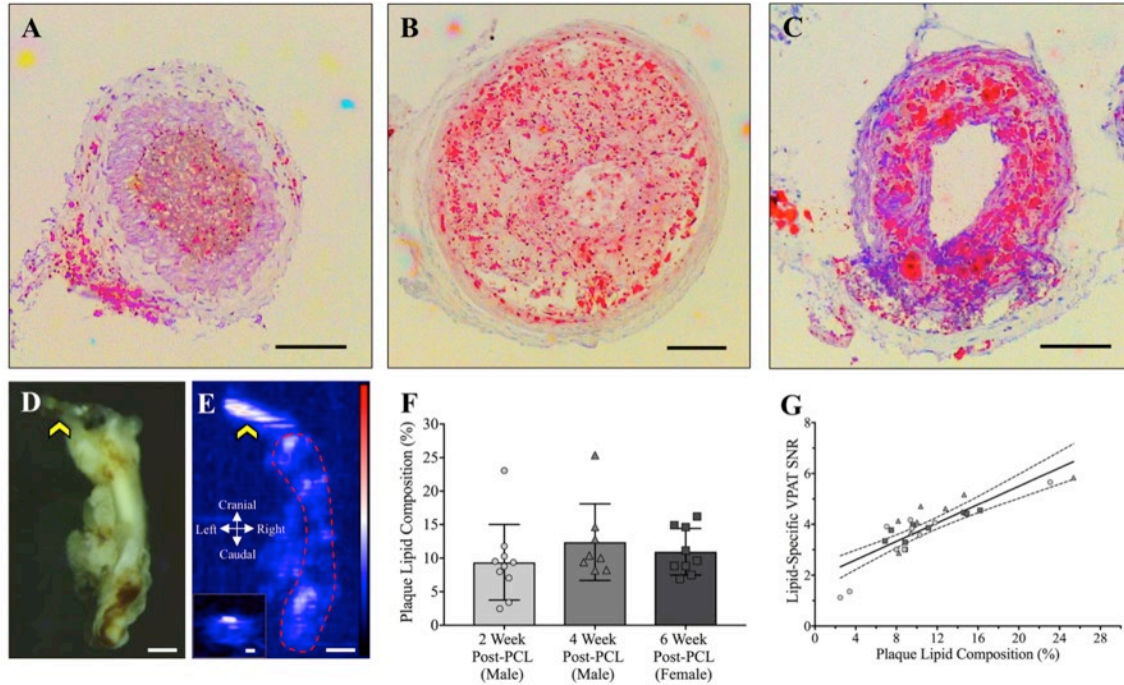 A
B
C
D
E
Cranial
Left
Right
Caudal
F
Plaque Lipid Composition (%)
30
25
20
15
10
5
0
2 Week
Post-PCL
(Male)
4 Week
Post-PCL
(Male)
6 Week
Post-PCL
(Female)
G
Lipid-Specific VPAT SNR
8
6
4
2
0
0
4
8
12
16
20
24
28
Plaque Lipid Composition (%)